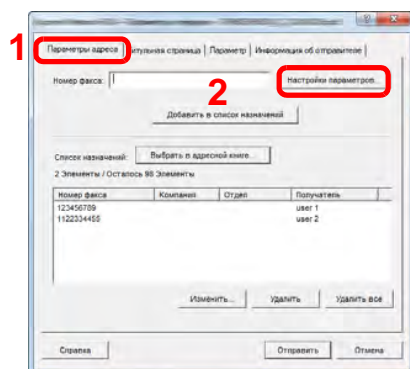 1
Параметры адреса Титульная страница Параметр Информация об отправителе
Номер факса: Настройки параметров...
2
Добавить в список назначений
Список назначений: Выбрать в адресной книге...
2 Элементы / Осталось 98 Элементы
Номер факса Компания Отдел Получатель
123456789 user 1
1122334455 user 2
Изменить... Удалить Удалить все
Справка Отправить Отмена